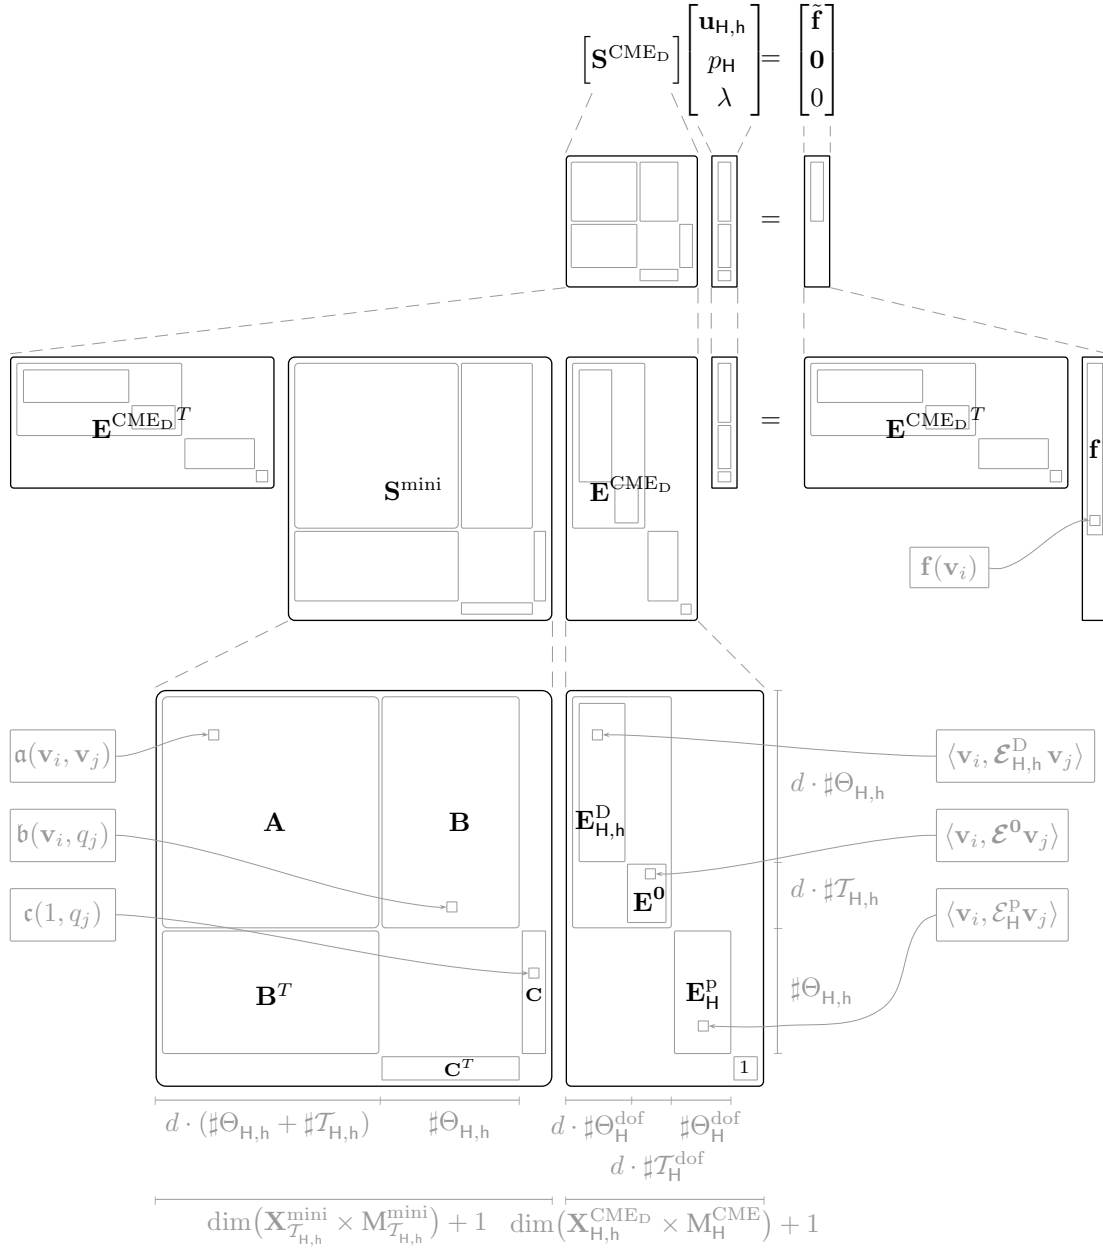 [S^{CME_D}] [u_{H,h} p_H λ] = [f̃ 0 0]
=
E^{CME_D T} S^{mini} E^{CME_D} = E^{CME_D T} f
f(v_i)
𝔞(v_i, v_j)
𝔟(v_i, q_j)
𝔠(1, q_j)
A B
B^T C
C^T
E^D_{H,h}
E^0
E^p_H
1
d · ♯Θ_{H,h}
d · ♯𝒯_{H,h}
♯Θ_{H,h}
⟨v_i, ℰ^D_{H,h} v_j⟩
⟨v_i, ℰ^0 v_j⟩
⟨v_i, ℰ^p_H v_j⟩
d · (♯Θ_{H,h} + ♯𝒯_{H,h}) ♯Θ_{H,h} d · ♯Θ^{dof}_H ♯Θ^{dof}_H
d · ♯𝒯^{dof}_H
dim(X^{mini}_{𝒯_{H,h}} × M^{mini}_{𝒯_{H,h}}) + 1 dim(X^{CME_D}_{H,h} × M^{CME}_H) + 1